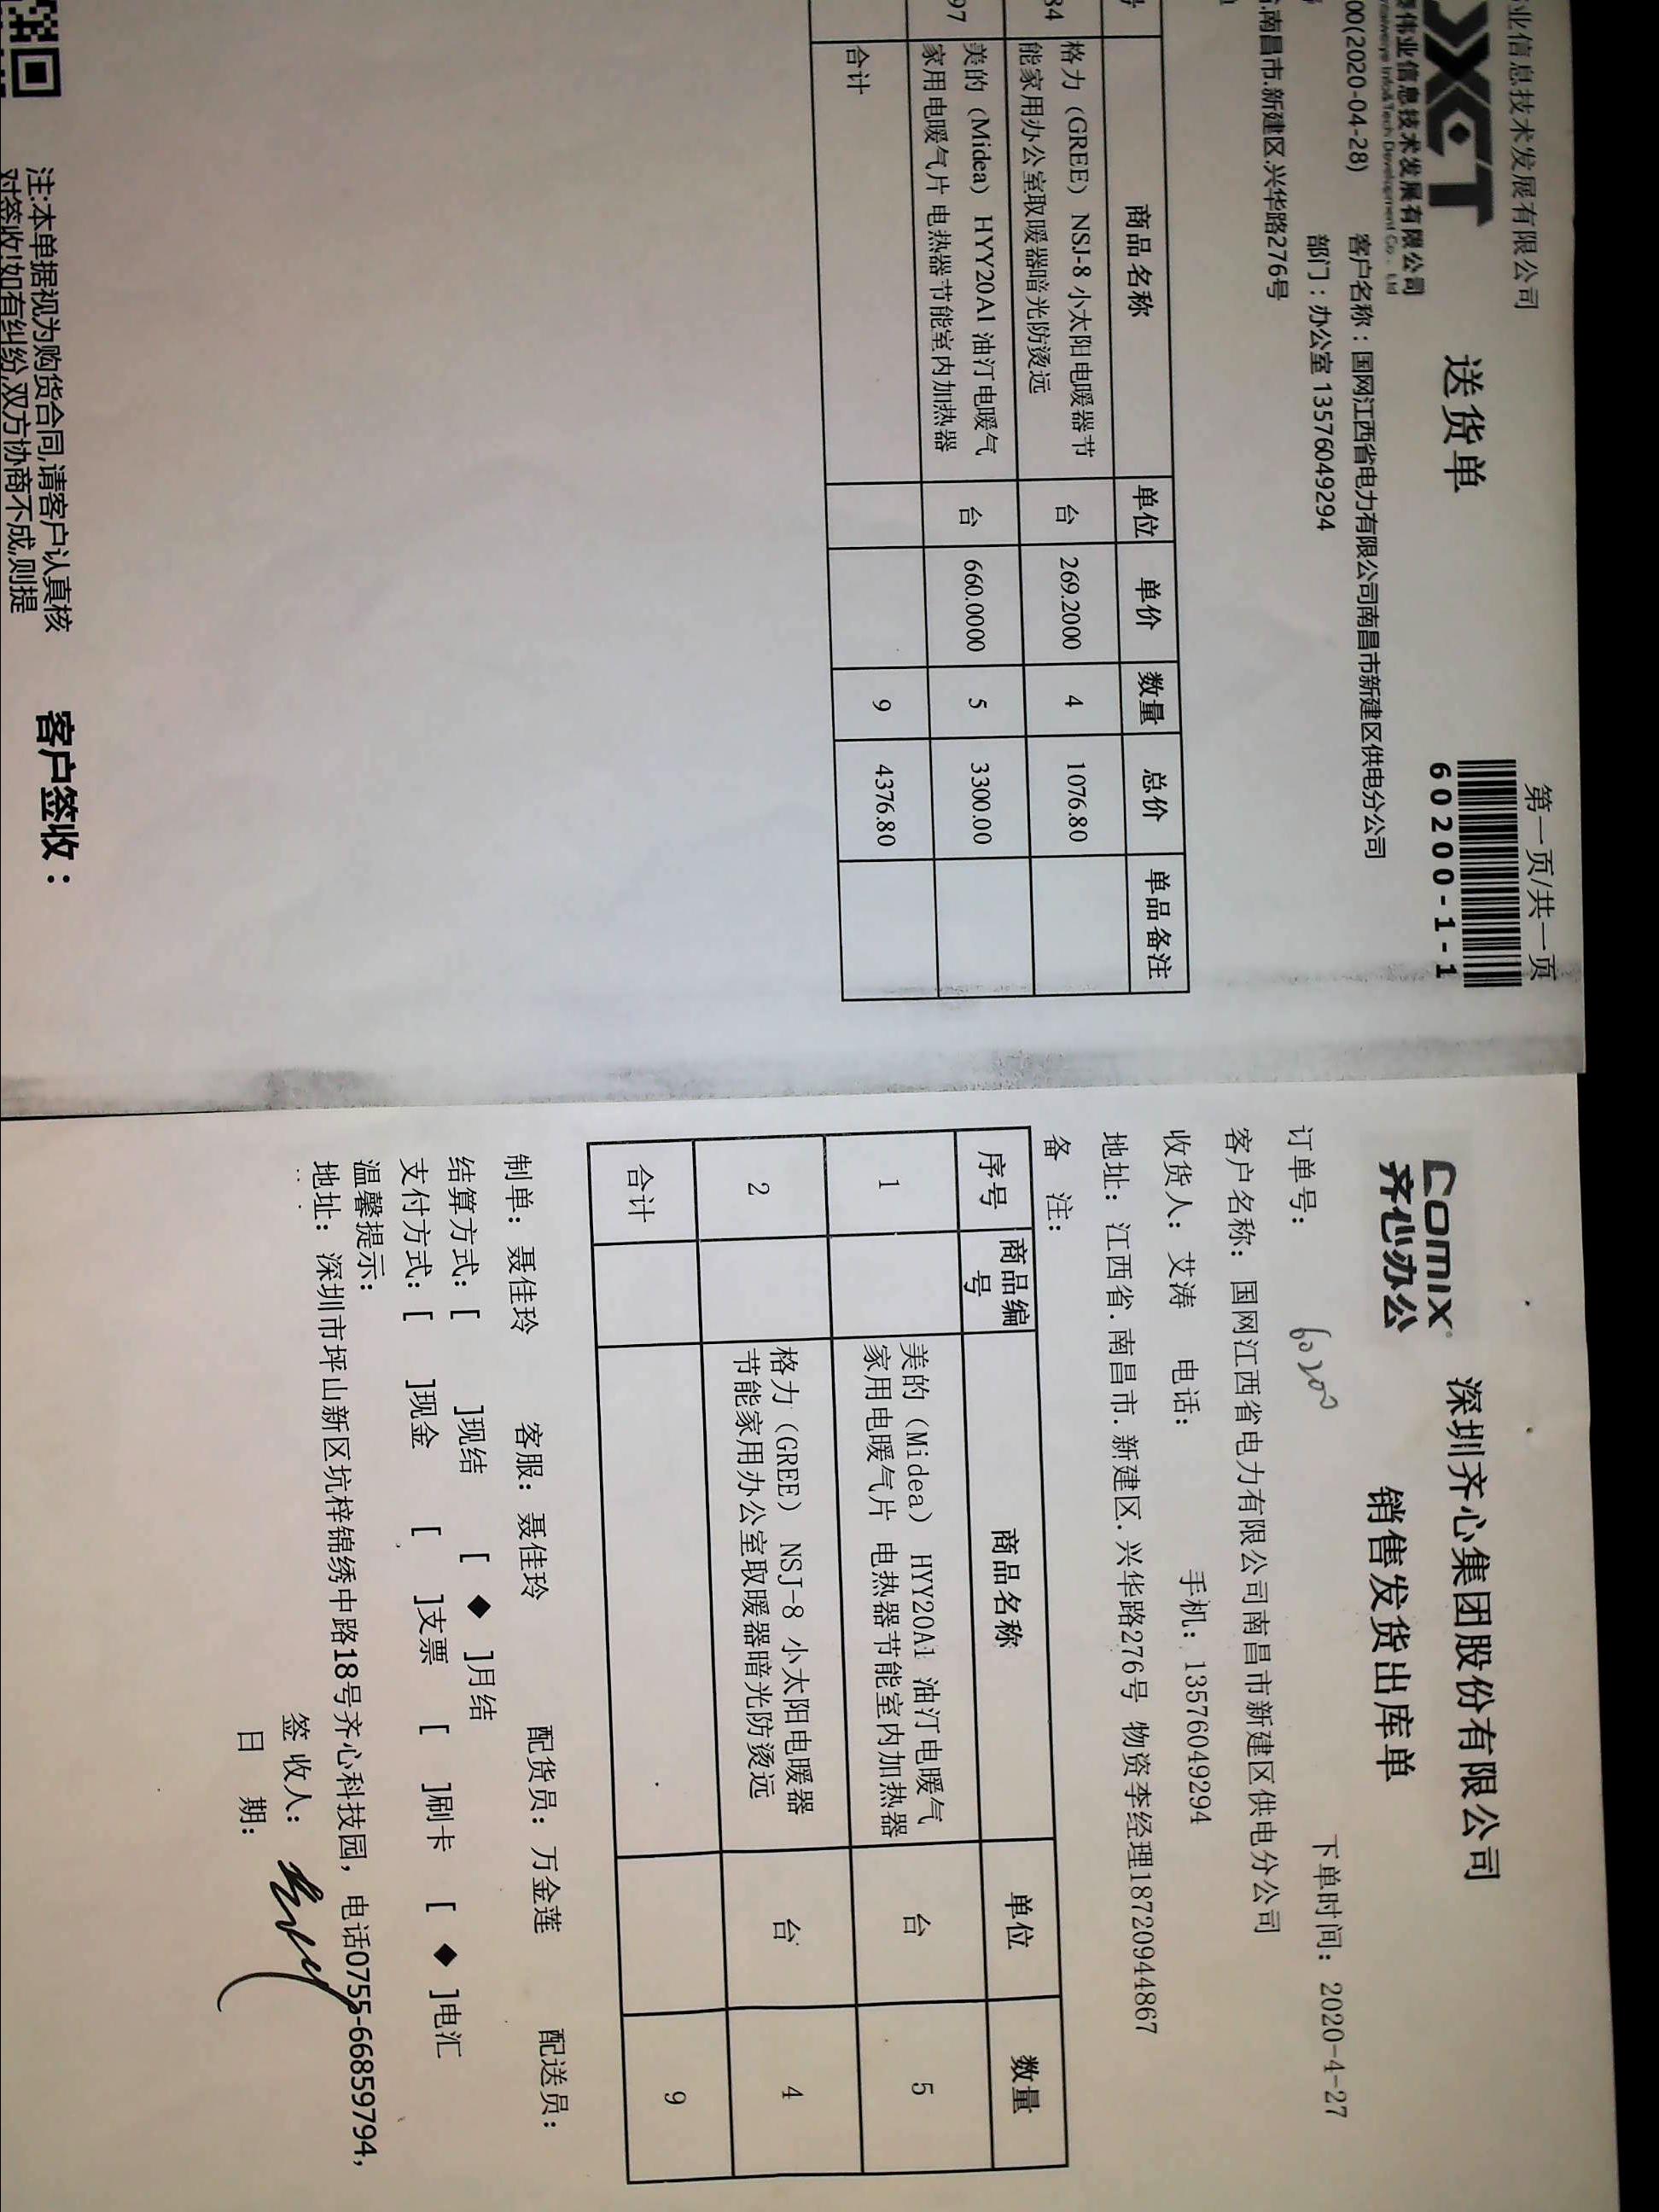 业信息技术发展有限公司
第一页/共一页
XCT
送货单
伟业信息技术发展有限公司
60200-1-1
00(2020-04-28)
客户名称：国网江西省电力有限公司南昌市新建区供电分公司
部门：办公室 13576049294
南昌市.新建区.兴华路276号
号 商品名称 单位 单价 数量 总价 单品备注
84 格力（GREE）NSJ-8 小太阳电暖器节 台 269.2000 4 1076.80
能家用办公室取暖器暗光防烫远
97 美的（Midea）HYY20A1 油汀电暖气 台 660.0000 5 3300.00
家用电暖气片 电热器节能室内加热器
合计 9 4376.80
注:本单据视为购货合同,请客户认真核
对签收!如有纠纷,双方协商不成,则提
客户签收：
comix
齐心办公
深圳齐心集团股份有限公司
销售发货出库单
订单号： 60200 下单时间：2020-4-27
客户名称：国网江西省电力有限公司南昌市新建区供电分公司
收货人：艾涛 电话： 手机：13576049294
地址：江西省.南昌市.新建区.兴华路276号 物资李经理18720944867
备 注：
序号 商品编号 商品名称 单位 数量
1 美的（Midea） HYY20A1 油汀电暖气 台 5
家用电暖气片 电热器节能室内加热器
2 格力（GREE） NSJ-8 小太阳电暖器 台 4
节能家用办公室取暖器暗光防烫远
合计 9
制单：聂佳玲 客服：聂佳玲 配货员：万金莲 配送员：
结算方式：[ ]现结 [ ◆ ]月结
支付方式：[ ]现金 [ ]支票 [ ]刷卡 [ ◆ ]电汇
温馨提示：
地址：深圳市坪山新区坑梓锦绣中路18号齐心科技园，电话0755-66859794，
签收人：
日 期：